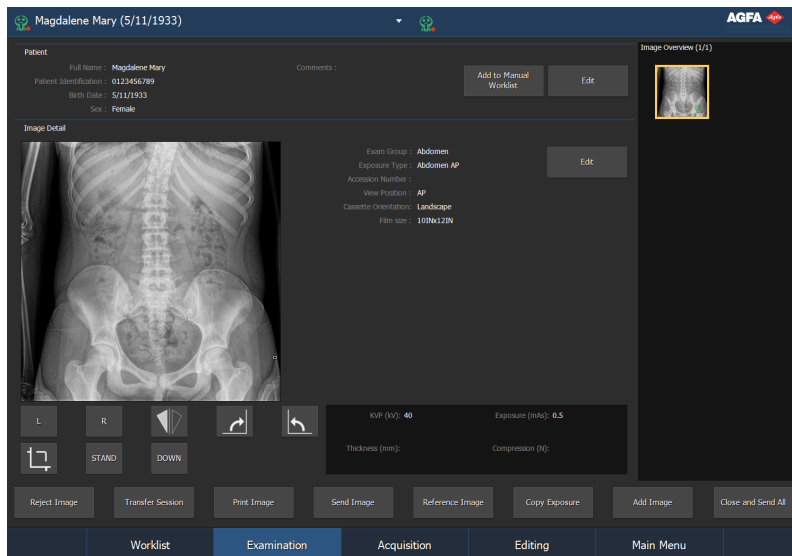 Magdalene Mary (5/11/1933)
AGFA
Patient
Full Name : Magdalene Mary
Comments :
Patient Identification : 0123456789
Birth Date : 5/11/1933
Sex : Female
Add to Manual
Worklist
Edit
Image Overview (1/1)
Image Detail
Exam Group : Abdomen
Exposure Type : Abdomen AP
Accession Number :
View Position : AP
Cassette Orientation: Landscape
Film size : 10INx12IN
Edit
L
R
STAND
DOWN
KVP (kV): 40
Exposure (mAs): 0.5
Thickness (mm):
Compression (N):
Reject Image
Transfer Session
Print Image
Send Image
Reference Image
Copy Exposure
Add Image
Close and Send All
Worklist
Examination
Acquisition
Editing
Main Menu